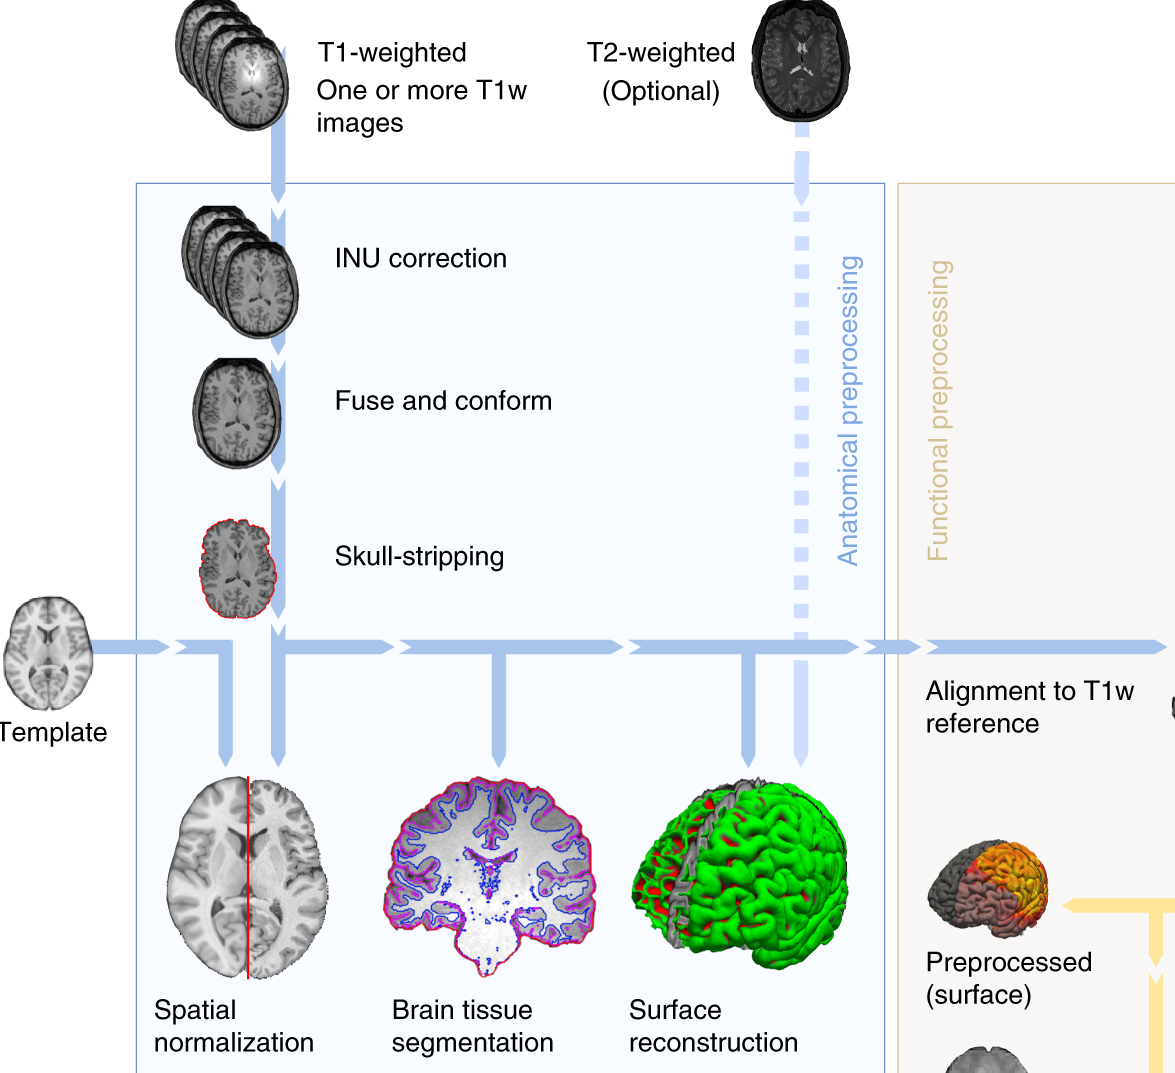 T1-weighted
One or more T1w
images
T2-weighted
(Optional)
INU correction
Fuse and conform
Skull-stripping
Anatomical preprocessing
Functional preprocessing
Template
Alignment to T1w
reference
Spatial
normalization
Brain tissue
segmentation
Surface
reconstruction
Preprocessed
(surface)